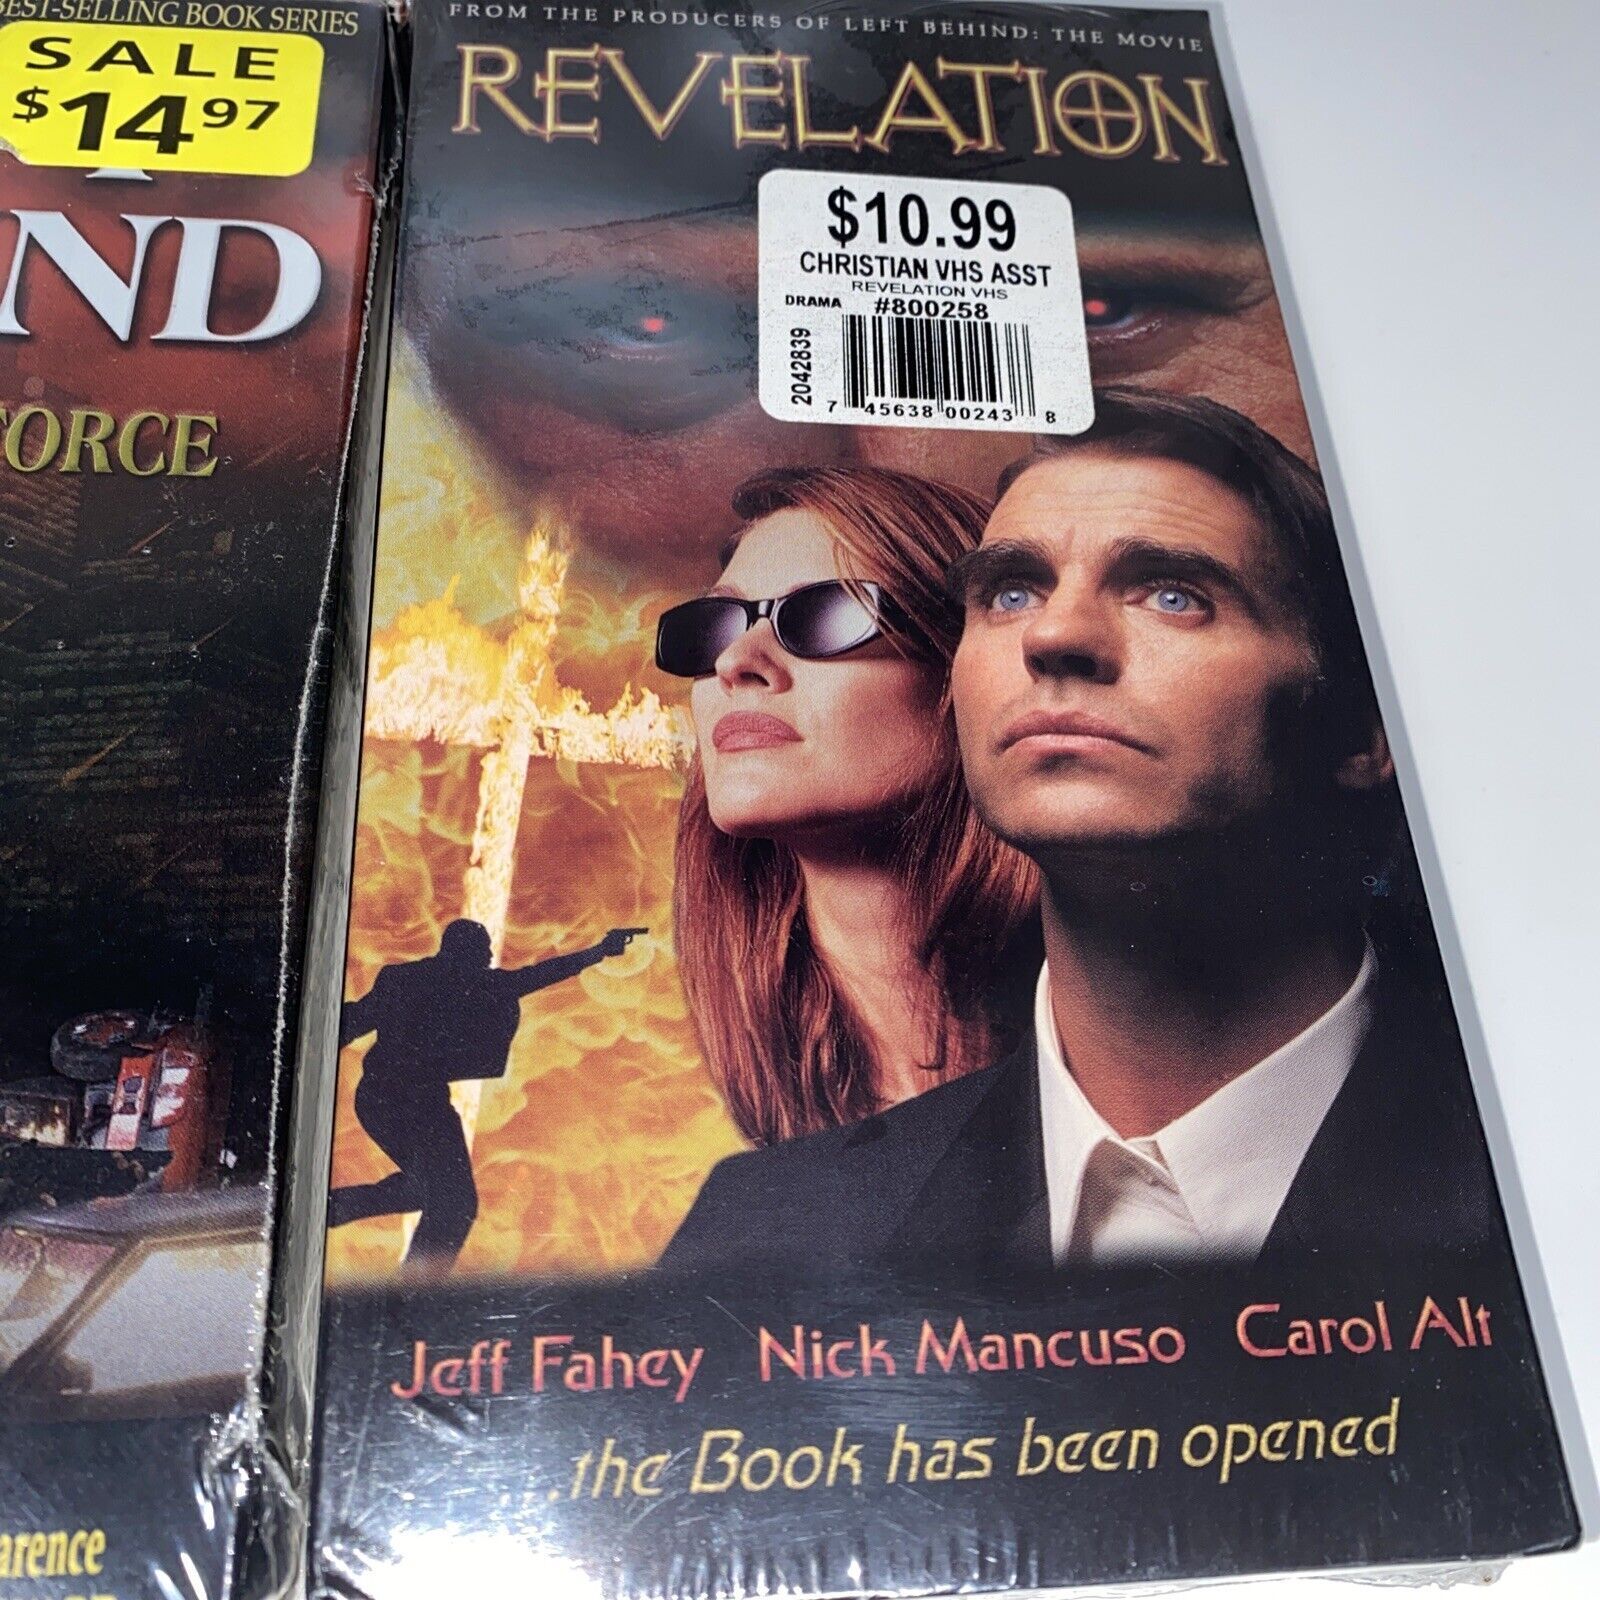 BEST-SELLING BOOK SERIES
SALE
$14.97
ND
FORCE
arence
FROM THE PRODUCERS OF LEFT BEHIND: THE MOVIE
REVELATION
$10.99
CHRISTIAN VHS ASST
REVELATION VHS
DRAMA #800258
2042839
7 45638 00243 8
Jeff Fahey Nick Mancuso Carol Alt
...the Book has been opened